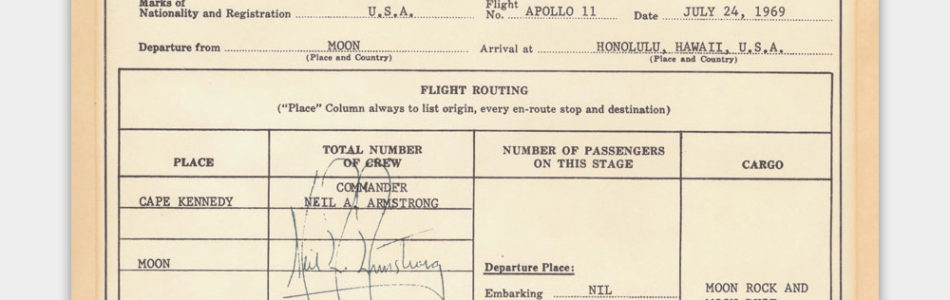 Marks of
Nationality and Registration U.S.A. Flight No. APOLLO 11 Date JULY 24, 1969
Departure from MOON Arrival at HONOLULU, HAWAII, U.S.A.
(Place and Country) (Place and Country)
FLIGHT ROUTING
("Place" Column always to list origin, every en-route stop and destination)
PLACE
TOTAL NUMBER
OF CREW
NUMBER OF PASSENGERS
ON THIS STAGE
CARGO
CAPE KENNEDY
COMMANDER
NEIL A. ARMSTRONG
MOON
Neil A. Armstrong
Departure Place:
Embarking NIL
MOON ROCK AND